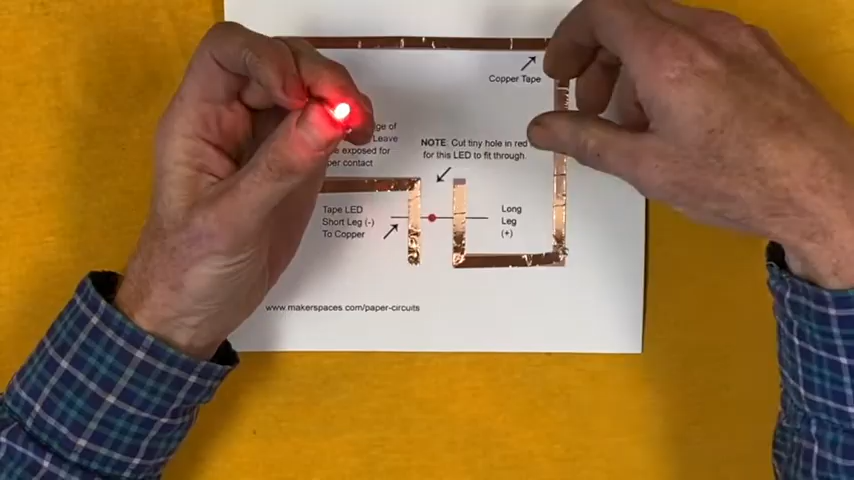 Copper Tape
ge of
Leave
be exposed for
per contact
NOTE: Cut tiny hole in red
for this LED to fit through.
Tape LED
Short Leg (-)
To Copper
Long
Leg
(+)
www.makerspaces.com/paper-circuits